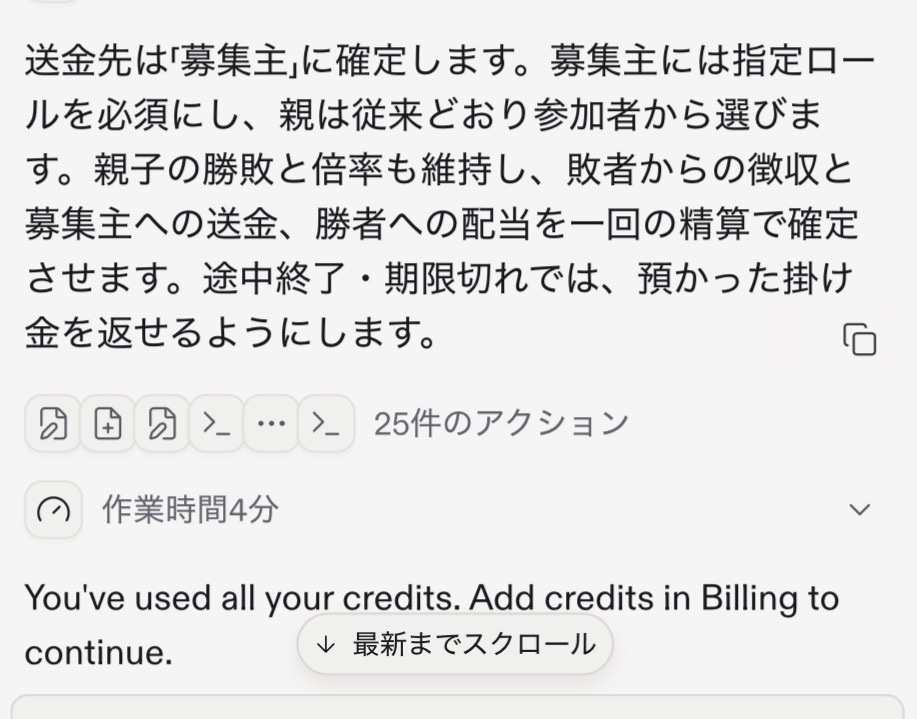 送金先は「募集主」に確定します。募集主には指定ロー
ルを必須にし、親は従来どおり参加者から選びま
す。親子の勝敗と倍率も維持し、敗者からの徴収と
募集主への送金、勝者への配当を一回の精算で確定
させます。途中終了・期限切れでは、預かった掛け
金を返せるようにします。
25件のアクション
作業時間4分
You've used all your credits. Add credits in Billing to
continue.
↓ 最新までスクロール